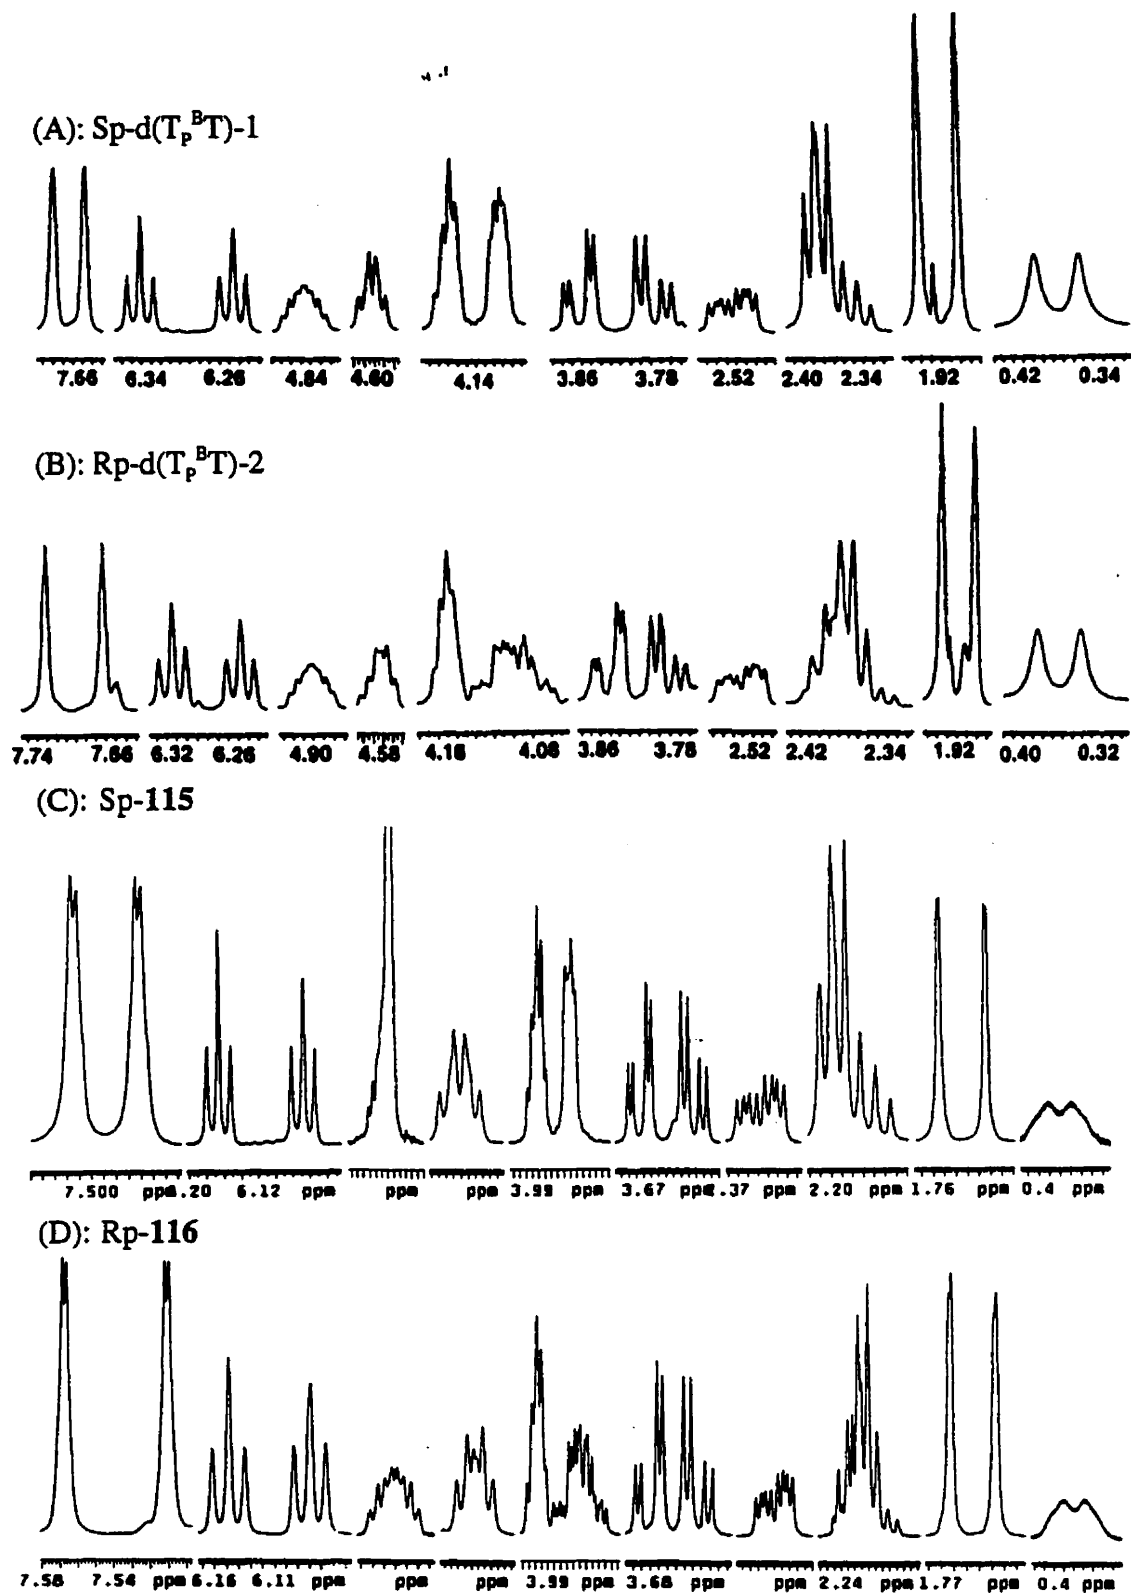 (A): Sp-d(TpBT)-1
7.66 6.34 6.26 4.84 4.60 4.14 3.86 3.78 2.52 2.40 2.34 1.92 0.42 0.34
(B): Rp-d(TpBT)-2
7.74 7.66 6.32 6.26 4.90 4.58 4.18 4.08 3.86 3.78 2.52 2.42 2.34 1.92 0.40 0.32
(C): Sp-115
7.500 ppm 6.20 6.12 ppm ppm ppm 3.99 ppm 3.67 ppm 2.37 ppm 2.20 ppm 1.76 ppm 0.4 ppm
(D): Rp-116
7.58 7.54 ppm 6.16 6.11 ppm ppm ppm 3.99 ppm 3.68 ppm ppm 2.24 ppm 1.77 ppm 0.4 ppm